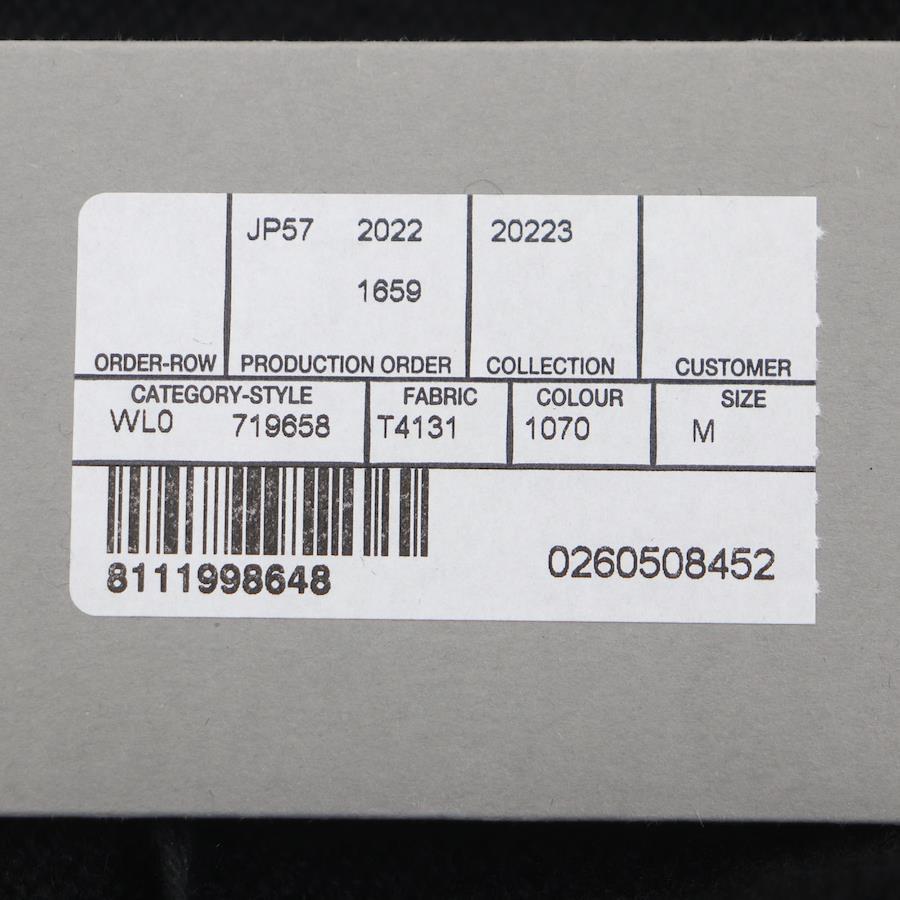 JP57 2022 20223
1659
ORDER-ROW PRODUCTION ORDER COLLECTION CUSTOMER
CATEGORY-STYLE FABRIC COLOUR SIZE
WL0 719658 T4131 1070 M
8111998648 0260508452